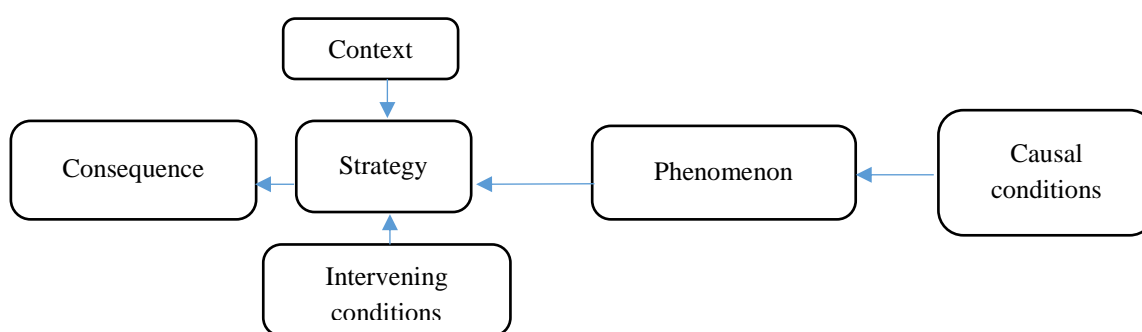 Context
Consequence
Strategy
Phenomenon
Causal
conditions
Intervening
conditions